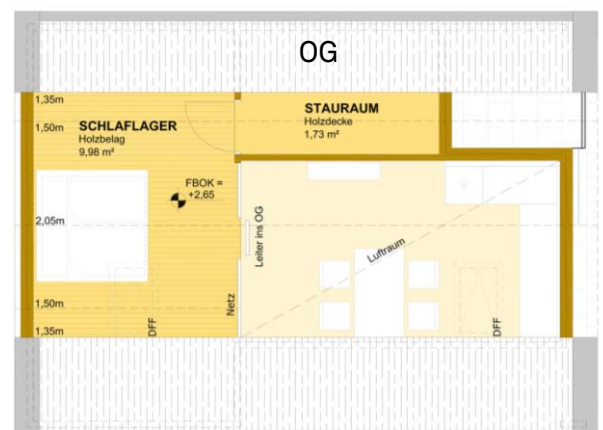 OG
1,35m
1,50m
SCHLAFLAGER
Holzbelag
9,98 m²
STAURAUM
Holzdecke
1,73 m²
FBOK =
+2,65
2,05m
Leiter ins OG
Luftraum
1,50m
Netz
1,35m
DFF
DFF